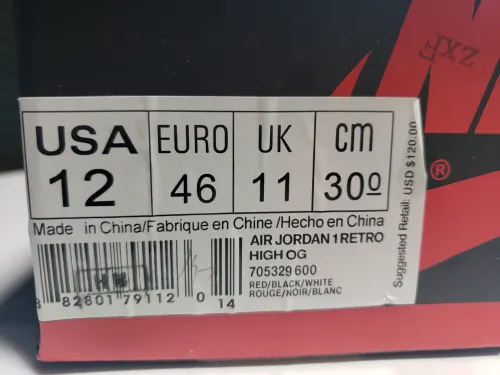 USA EURO UK cm
12 46 11 30º
Made in China/Fabrique en Chine /Hecho en China
AIR JORDAN 1 RETRO
HIGH OG
705329 600
RED/BLACK/WHITE
ROUGE/NOIR/BLANC
82801 79112 0 14
Suggested Retail: USD $120.00
®